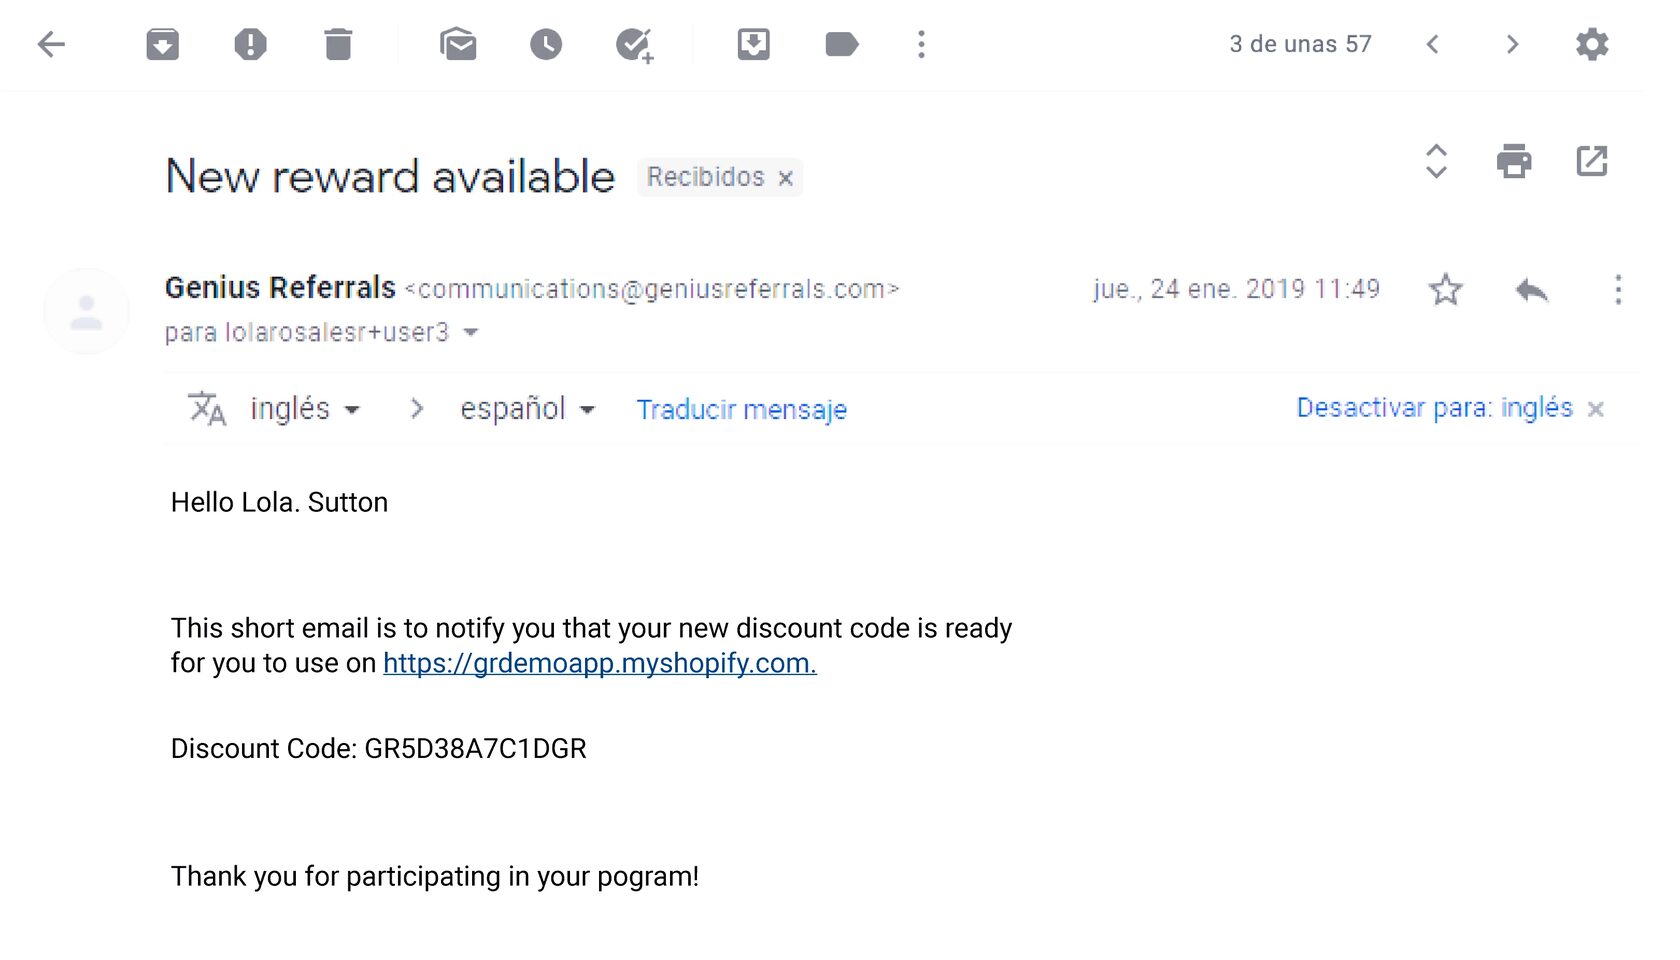 3 de unas 57
New reward available Recibidos x
Genius Referrals <communications@geniusreferrals.com> jue., 24 ene. 2019 11:49
para lolarosalesr+user3
inglés > español Traducir mensaje Desactivar para: inglés x
Hello Lola. Sutton
This short email is to notify you that your new discount code is ready
for you to use on https://grdemoapp.myshopify.com.
Discount Code: GR5D38A7C1DGR
Thank you for participating in your pogram!